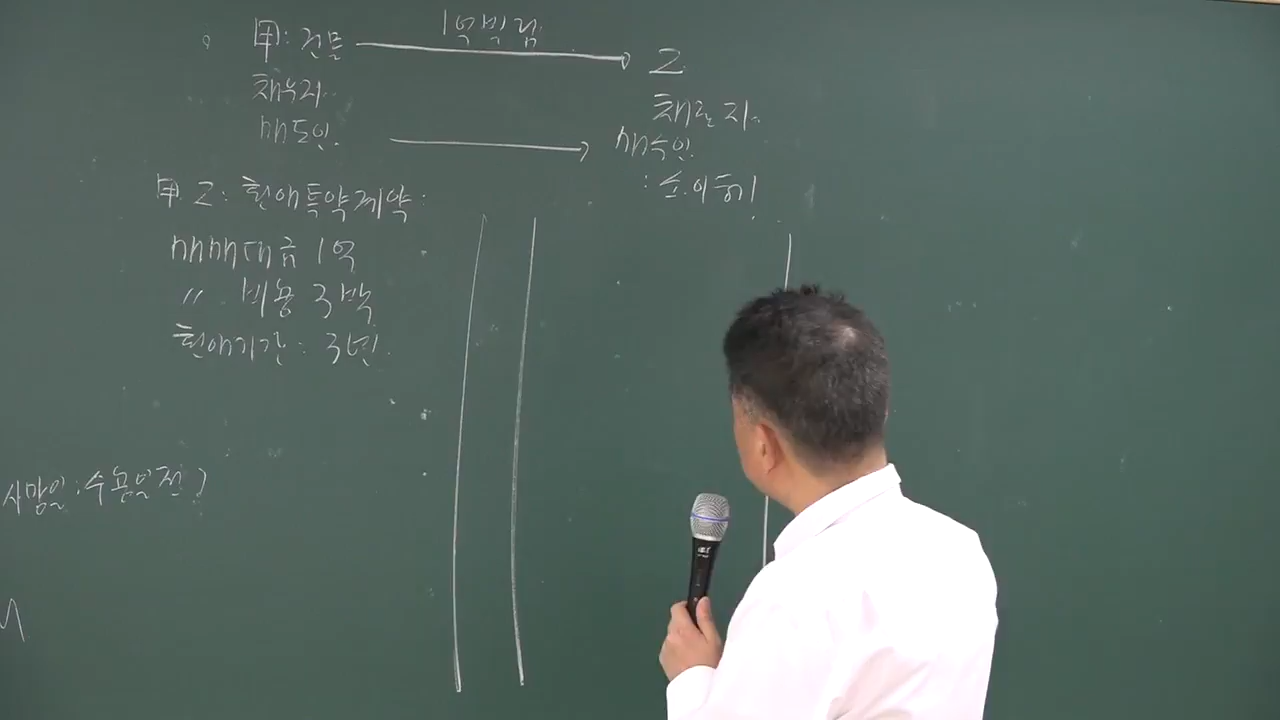 甲: 건물 1억빌림 乙
채무자 채권자
매도인 매수인
: 소.이.등기
甲 乙: 환매특약계약:
매매대금 1억
〃 비용 3백
환매기간: 3년
사망일: 수용일전?